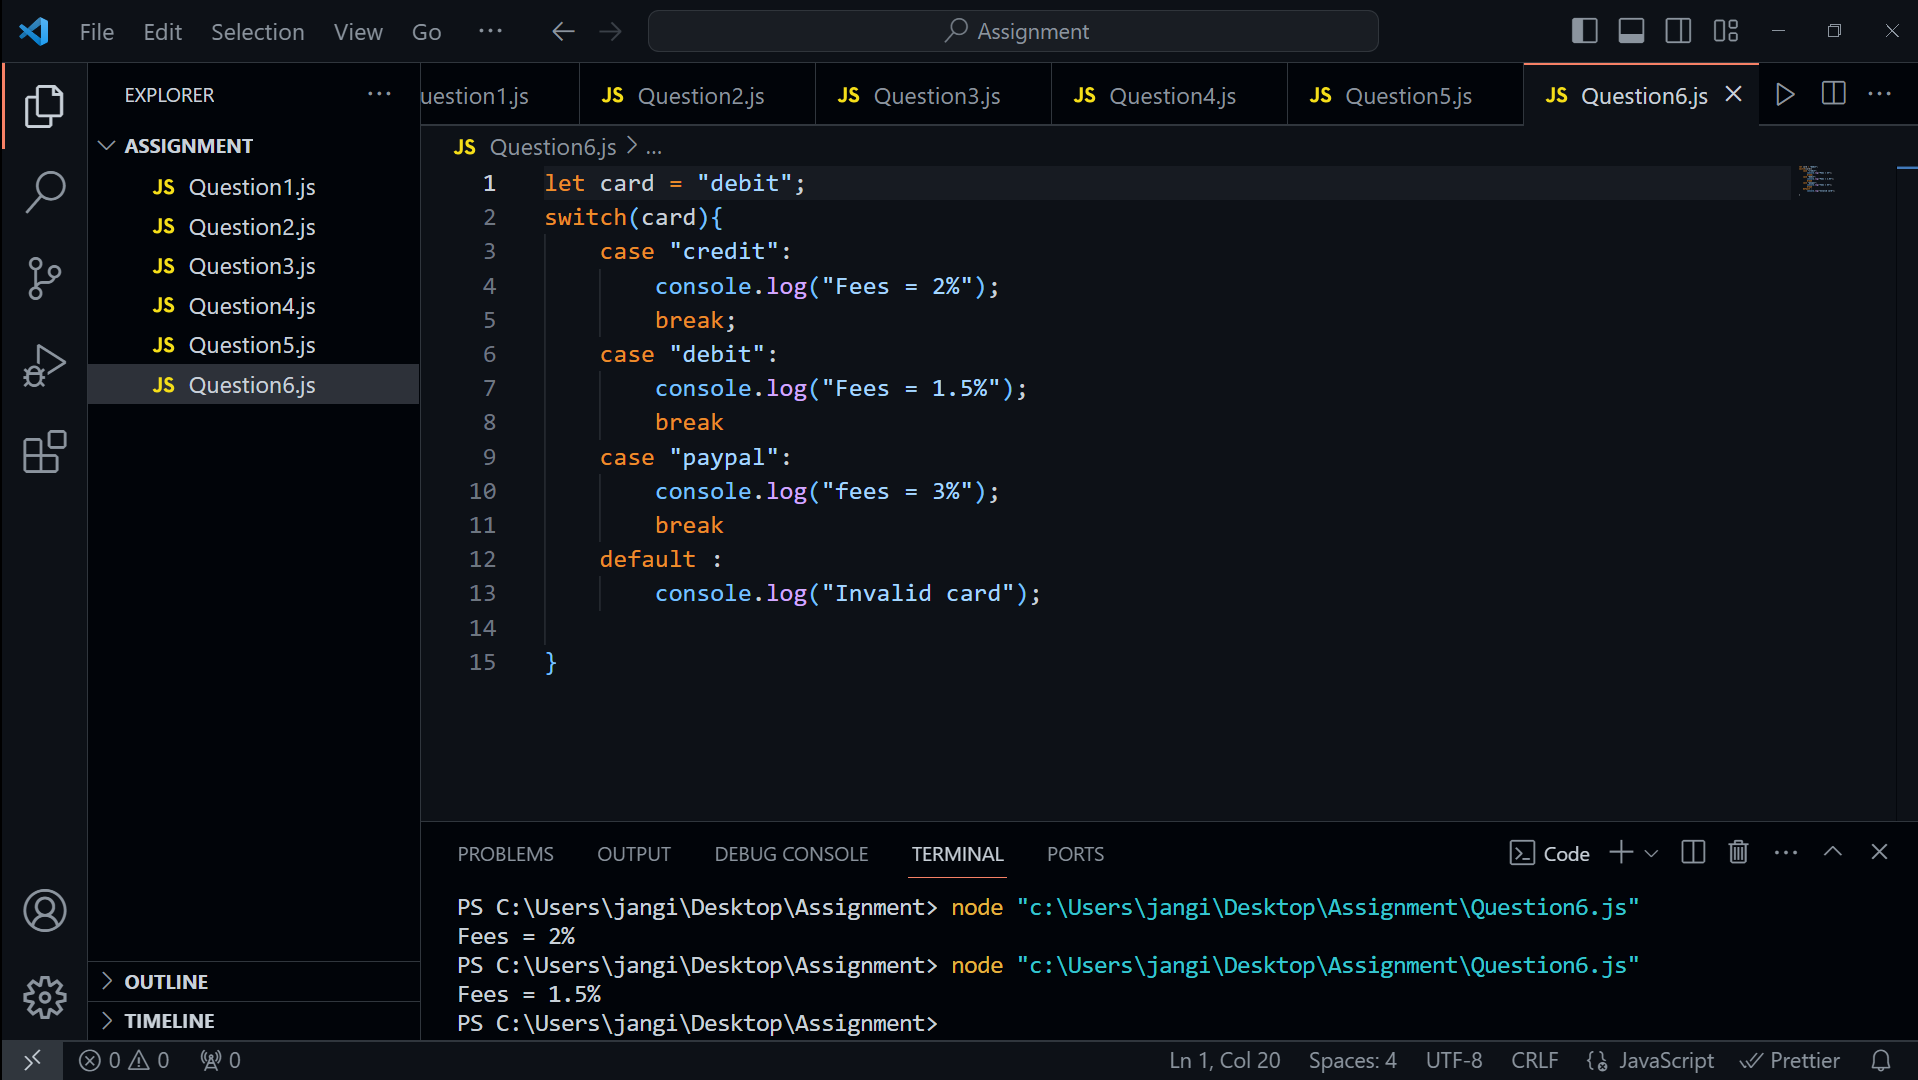 File Edit Selection View Go ··· Assignment
EXPLORER ···
uestion1.js JS Question2.js JS Question3.js JS Question4.js JS Question5.js JS Question6.js
ASSIGNMENT
JS Question1.js
JS Question2.js
JS Question3.js
JS Question4.js
JS Question5.js
JS Question6.js
JS Question6.js > ...
1 let card = "debit";
2 switch(card){
3 case "credit":
4 console.log("Fees = 2%");
5 break;
6 case "debit":
7 console.log("Fees = 1.5%");
8 break
9 case "paypal":
10 console.log("fees = 3%");
11 break
12 default :
13 console.log("Invalid card");
14
15 }
PROBLEMS OUTPUT DEBUG CONSOLE TERMINAL PORTS Code
PS C:\Users\jangi\Desktop\Assignment> node "c:\Users\jangi\Desktop\Assignment\Question6.js"
Fees = 2%
PS C:\Users\jangi\Desktop\Assignment> node "c:\Users\jangi\Desktop\Assignment\Question6.js"
Fees = 1.5%
PS C:\Users\jangi\Desktop\Assignment>
OUTLINE
TIMELINE
0 0 0 Ln 1, Col 20 Spaces: 4 UTF-8 CRLF JavaScript Prettier